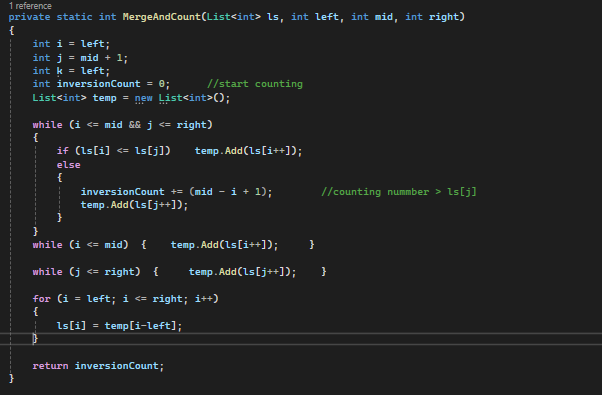 1 reference
private static int MergeAndCount(List<int> ls, int left, int mid, int right)
{
    int i = left;
    int j = mid + 1;
    int k = left;
    int inversionCount = 0;      //start counting
    List<int> temp = new List<int>();

    while (i <= mid && j <= right)
    {
        if (ls[i] <= ls[j])    temp.Add(ls[i++]);
        else
        {
            inversionCount += (mid - i + 1);        //counting nummber > ls[j]
            temp.Add(ls[j++]);
        }
    }
    while (i <= mid)  {    temp.Add(ls[i++]);     }

    while (j <= right)  {     temp.Add(ls[j++]);    }

    for (i = left; i <= right; i++)
    {
        ls[i] = temp[i-left];
    }

    return inversionCount;
}